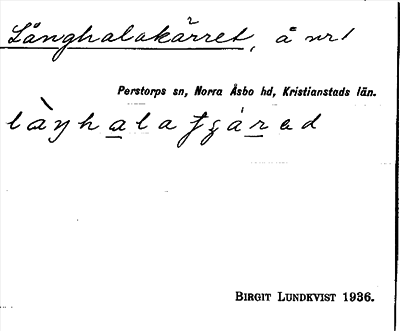 Långhalakärret, å nr 1
Perstorps sn, Norra Åsbo hd, Kristianstads län.
BIRGIT LUNDKVIST 1936.